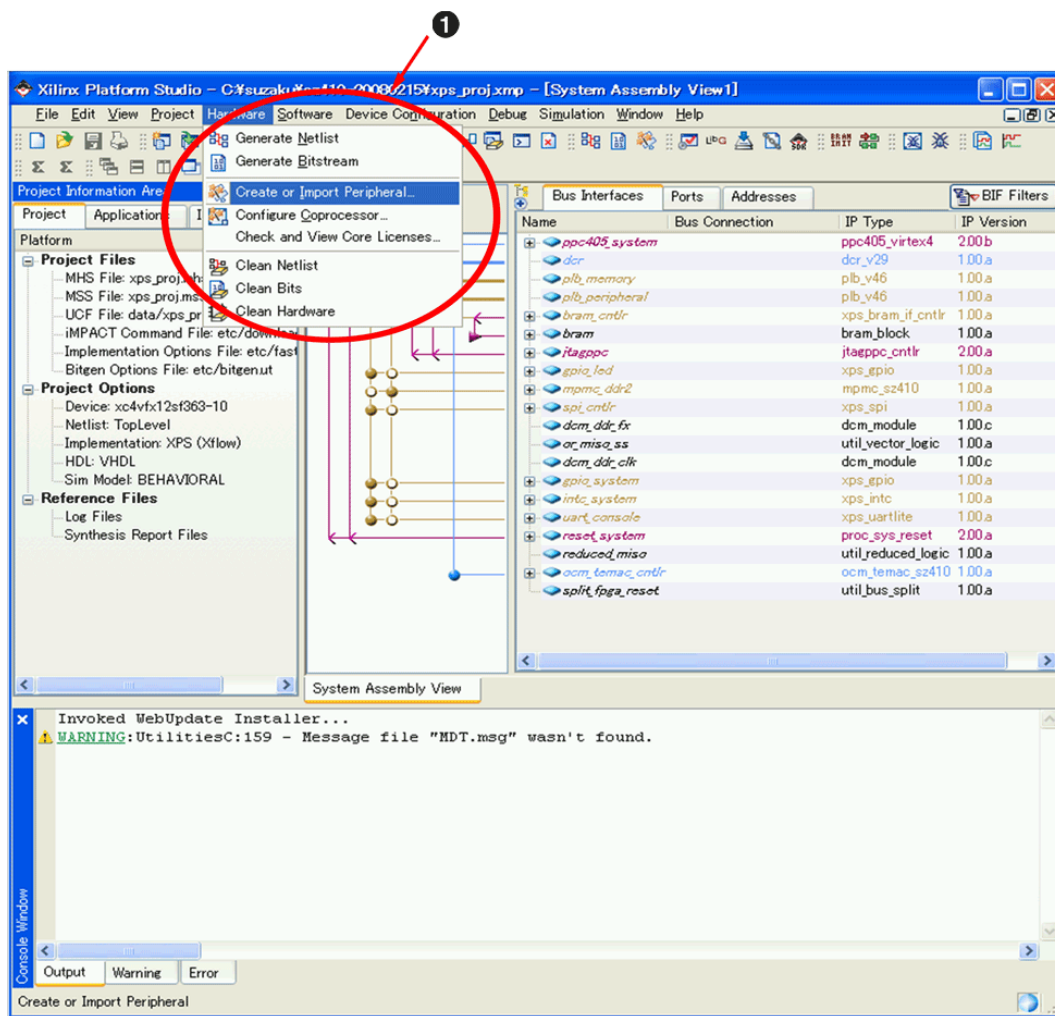 ❶
Xilinx Platform Studio - C:¥suzaku¥sz410-20080215¥xps_proj.xmp - [System Assembly View1]
File Edit View Project Hardware Software Device Configuration Debug Simulation Window Help
Generate Netlist
Generate Bitstream
Create or Import Peripheral...
Configure Coprocessor...
Check and View Core Licenses...
Clean Netlist
Clean Bits
Clean Hardware
Project Information Area
Project Applications I
Platform
Project Files
MHS File: xps_proj.mhs
MSS File: xps_proj.ms
UCF File: data/xps_pr
iMPACT Command File: etc/download
Implementation Options File: etc/fast
Bitgen Options File: etc/bitgen.ut
Project Options
Device: xc4vfx12sf363-10
Netlist: TopLevel
Implementation: XPS (Xflow)
HDL: VHDL
Sim Model: BEHAVIORAL
Reference Files
Log Files
Synthesis Report Files
Bus Interfaces Ports Addresses BIF Filters
Name Bus Connection IP Type IP Version
ppc405_system ppc405_virtex4 2.00.b
dcr dcr_v29 1.00.a
plb_memory plb_v46 1.00.a
plb_peripheral plb_v46 1.00.a
bram_cntlr xps_bram_if_cntlr 1.00.a
bram bram_block 1.00.a
jtagppc jtagppc_cntlr 2.00.a
gpio_led xps_gpio 1.00.a
mpmc_ddr2 mpmc_sz410 1.00.a
spi_cntlr xps_spi 1.00.a
dcm_ddr_fx dcm_module 1.00.c
or_miso_ss util_vector_logic 1.00.a
dcm_ddr_clk dcm_module 1.00.c
gpio_system xps_gpio 1.00.a
intc_system xps_intc 1.00.a
uart_console xps_uartlite 1.00.a
reset_system proc_sys_reset 2.00.a
reduced_miso util_reduced_logic 1.00.a
ocm_temac_cntlr ocm_temac_sz410 1.00.a
split_fpga_reset util_bus_split 1.00.a
System Assembly View
Invoked WebUpdate Installer...
WARNING:UtilitiesC:159 - Message file "MDT.msg" wasn't found.
Console Window
Output Warning Error
Create or Import Peripheral